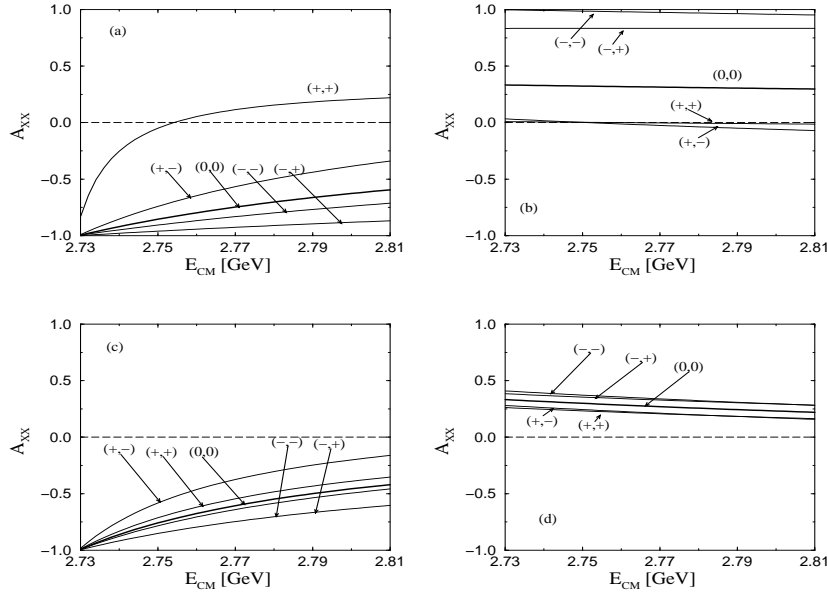 (a)
(+,+)
(+,−) (0,0) (−,−) (−,+)
1.0
0.5
0.0
−0.5
−1.0
A_XX
2.73 2.75 2.77 2.79 2.81
E_CM [GeV]
(−,−) (−,+)
(0,0)
(+,+)
(+,−)
(b)
1.0
0.5
0.0
−0.5
−1.0
A_XX
2.73 2.75 2.77 2.79 2.81
E_CM [GeV]
(c)
(+,−) (+,+) (0,0) (−,−) (−,+)
1.0
0.5
0.0
−0.5
−1.0
A_XX
2.73 2.75 2.77 2.79 2.81
E_CM [GeV]
(−,−) (−,+) (0,0)
(+,−) (+,+)
(d)
1.0
0.5
0.0
−0.5
−1.0
A_XX
2.73 2.75 2.77 2.79 2.81
E_CM [GeV]